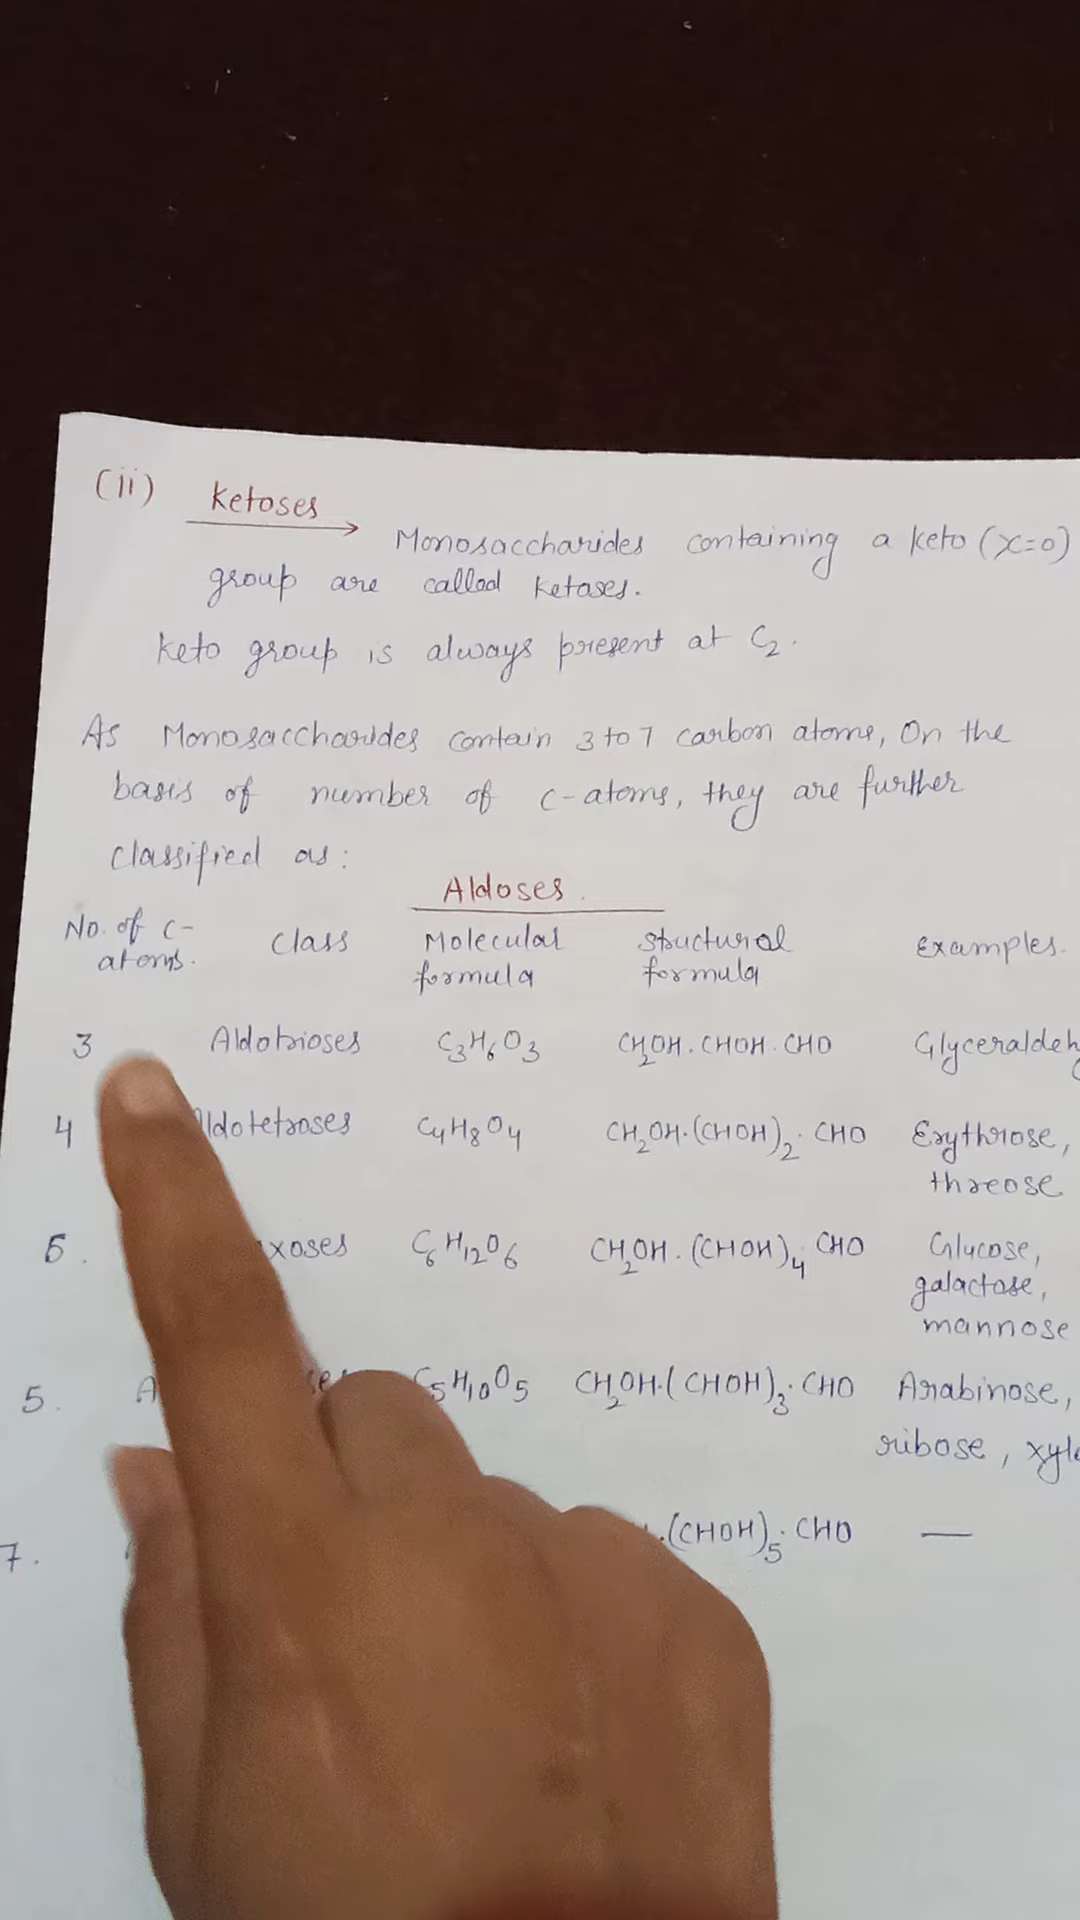 (ii) Ketoses
Monosaccharides containing a keto (>C=O)
group are called Ketoses.
Keto group is always present at C₂.
As Monosaccharides contain 3 to 7 carbon atoms, On the
basis of number of C-atoms, they are further
classified as:
Aldoses.
No. of C-atoms. Class Molecular formula Structural formula Examples.
3 Aldotrioses C₃H₆O₃ CH₂OH.CHOH.CHO
4 Aldotetroses C₄H₈O₄ CH₂OH.(CHOH)₂.CHO Erythrose,
threose
6. C₆H₁₂O₆ CH₂OH.(CHOH)₄ CHO Glucose,
galactose,
mannose
5. C₅H₁₀O₅ CH₂OH.(CHOH)₃.CHO Arabinose,
ribose,
7. (CHOH)₅.CHO —